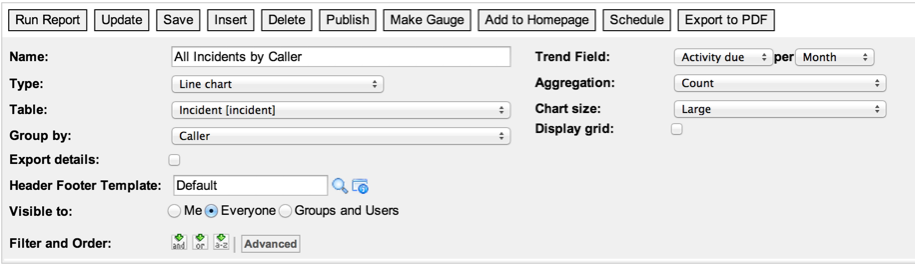 Run Report Update Save Insert Delete Publish Make Gauge Add to Homepage Schedule Export to PDF
Name: All Incidents by Caller
Type: Line chart
Table: Incident [incident]
Group by: Caller
Export details:
Header Footer Template: Default
Visible to: Me Everyone Groups and Users
Filter and Order: and or a-z Advanced
Trend Field: Activity due per Month
Aggregation: Count
Chart size: Large
Display grid: